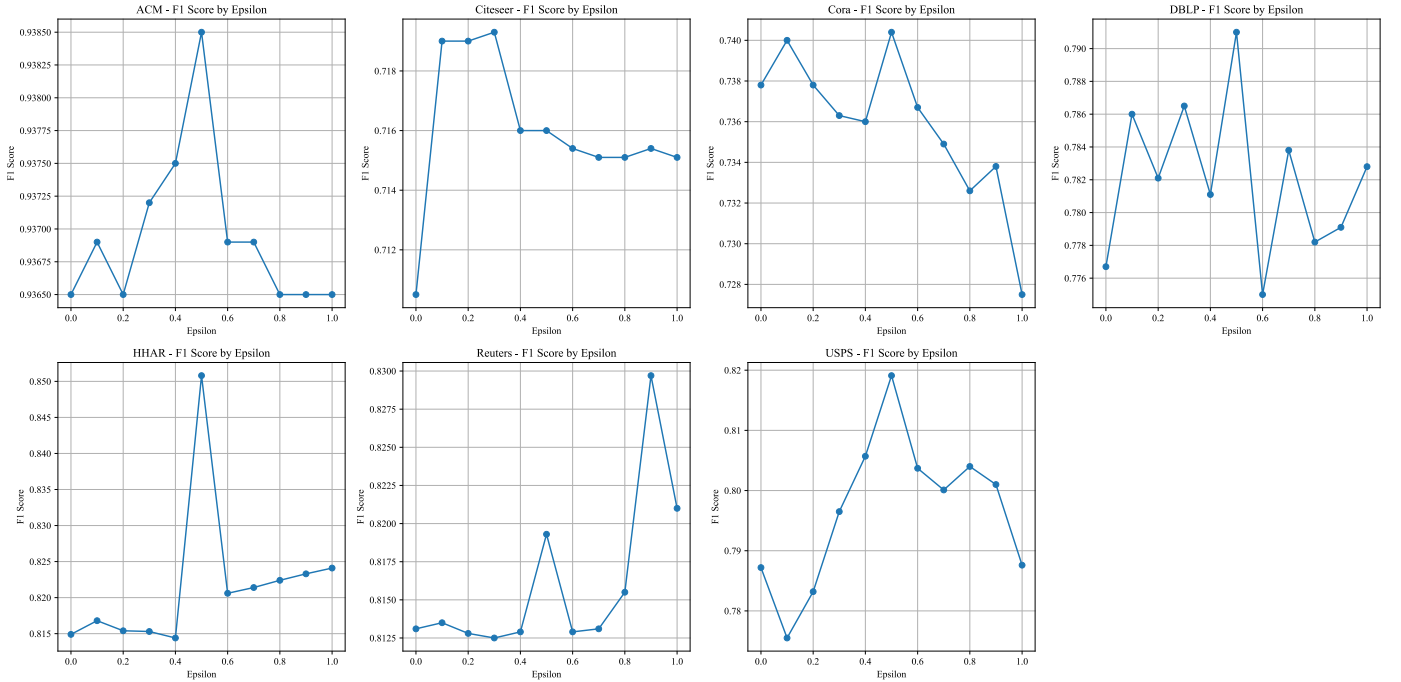 ACM - F1 Score by Epsilon
0.93850
0.93825
0.93800
0.93775
0.93750
0.93725
0.93700
0.93675
0.93650
F1 Score
0.0 0.2 0.4 0.6 0.8 1.0
Epsilon
Citeseer - F1 Score by Epsilon
0.718
0.716
0.714
0.712
F1 Score
0.0 0.2 0.4 0.6 0.8 1.0
Epsilon
Cora - F1 Score by Epsilon
0.740
0.738
0.736
0.734
0.732
0.730
0.728
F1 Score
0.0 0.2 0.4 0.6 0.8 1.0
Epsilon
DBLP - F1 Score by Epsilon
0.790
0.788
0.786
0.784
0.782
0.780
0.778
0.776
F1 Score
0.0 0.2 0.4 0.6 0.8 1.0
Epsilon
HHAR - F1 Score by Epsilon
0.850
0.845
0.840
0.835
0.830
0.825
0.820
0.815
F1 Score
0.0 0.2 0.4 0.6 0.8 1.0
Epsilon
Reuters - F1 Score by Epsilon
0.8300
0.8275
0.8250
0.8225
0.8200
0.8175
0.8150
0.8125
F1 Score
0.0 0.2 0.4 0.6 0.8 1.0
Epsilon
USPS - F1 Score by Epsilon
0.82
0.81
0.80
0.79
0.78
F1 Score
0.0 0.2 0.4 0.6 0.8 1.0
Epsilon